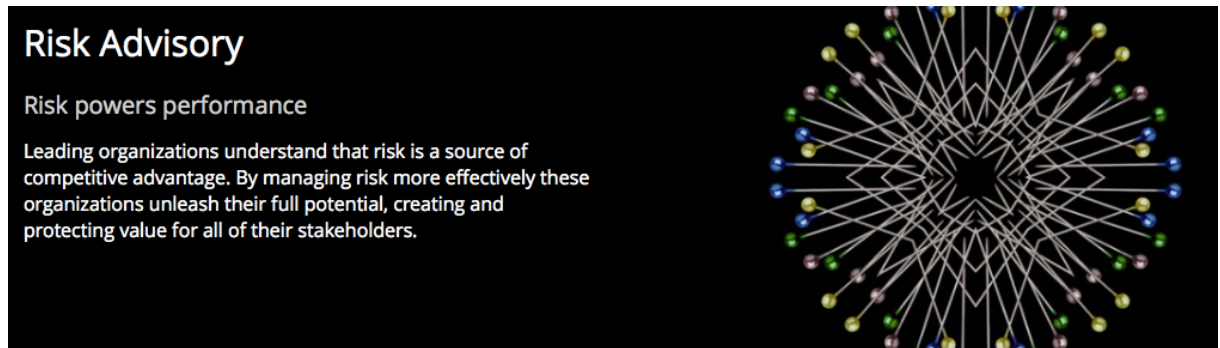 Risk Advisory
Risk powers performance
Leading organizations understand that risk is a source of
competitive advantage. By managing risk more effectively these
organizations unleash their full potential, creating and
protecting value for all of their stakeholders.